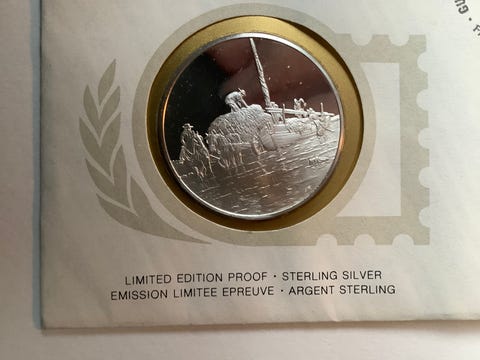 LIMITED EDITION PROOF · STERLING SILVER
EMISSION LIMITEE EPREUVE · ARGENT STERLING